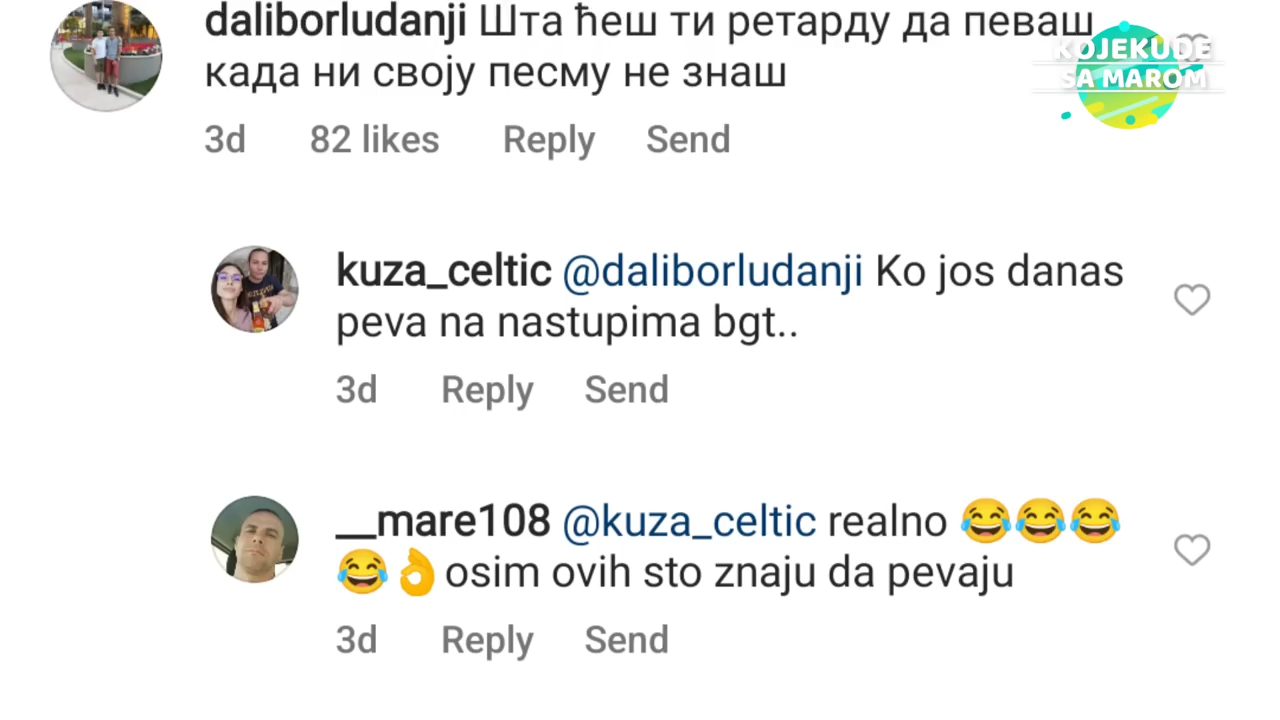 daliborludanji Шта ћеш ти ретарду да певаш
када ни своју песму не знаш
KOJEKUDE
SA MAROM
3d 82 likes Reply Send
kuza_celtic @daliborludanji Ko jos danas
peva na nastupima bgt..
3d Reply Send
__mare108 @kuza_celtic realno 😂😂😂
😂👌osim ovih sto znaju da pevaju
3d Reply Send